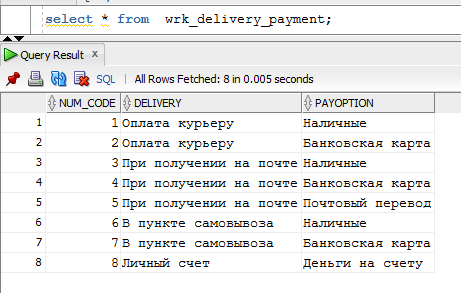 select * from wrk_delivery_payment;
Query Result ×
SQL | All Rows Fetched: 8 in 0.005 seconds
NUM_CODE DELIVERY PAYOPTION
1 1 Оплата курьеру Наличные
2 2 Оплата курьеру Банковская карта
3 3 При получении на почте Наличные
4 4 При получении на почте Банковская карта
5 5 При получении на почте Почтовый перевод
6 6 В пункте самовывоза Наличные
7 7 В пункте самовывоза Банковская карта
8 8 Личный счет Деньги на счету